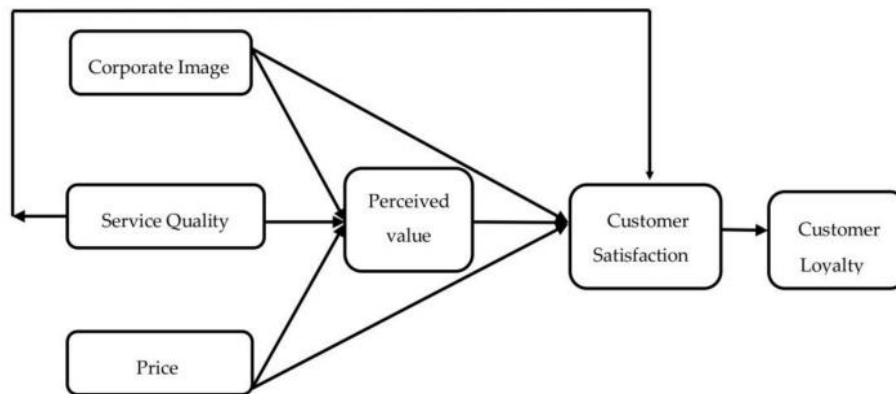 Corporate Image
Service Quality
Price
Perceived
value
Customer
Satisfaction
Customer
Loyalty